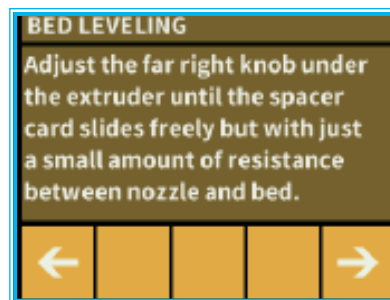 BED LEVELING
Adjust the far right knob under
the extruder until the spacer
card slides freely but with just
a small amount of resistance
between nozzle and bed.